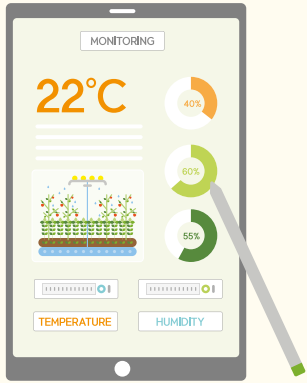 MONITORING
22°C
40%
60%
55%
TEMPERATURE
HUMIDITY